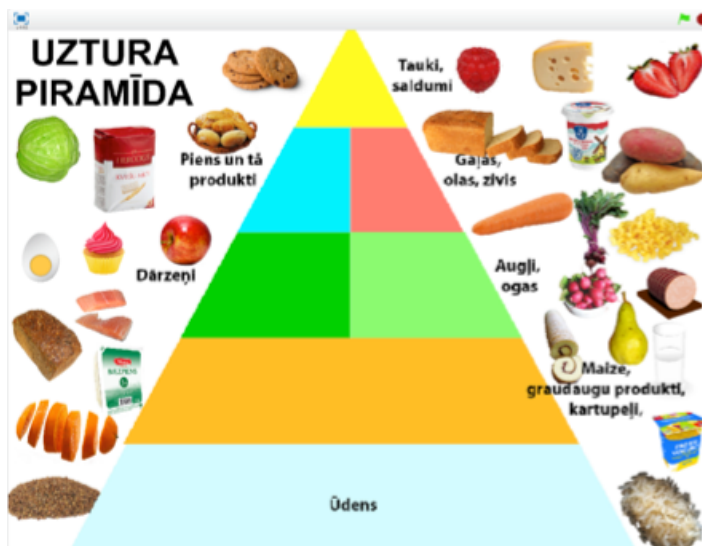 UZTURA
PIRAMĪDA
Tauki,
saldumi
Piens un tā
produkti
Gaļas,
olas, zivis
Dārzeņi
Augļi,
ogas
Maize,
graudaugu produkti,
kartupeļi,
Ūdens